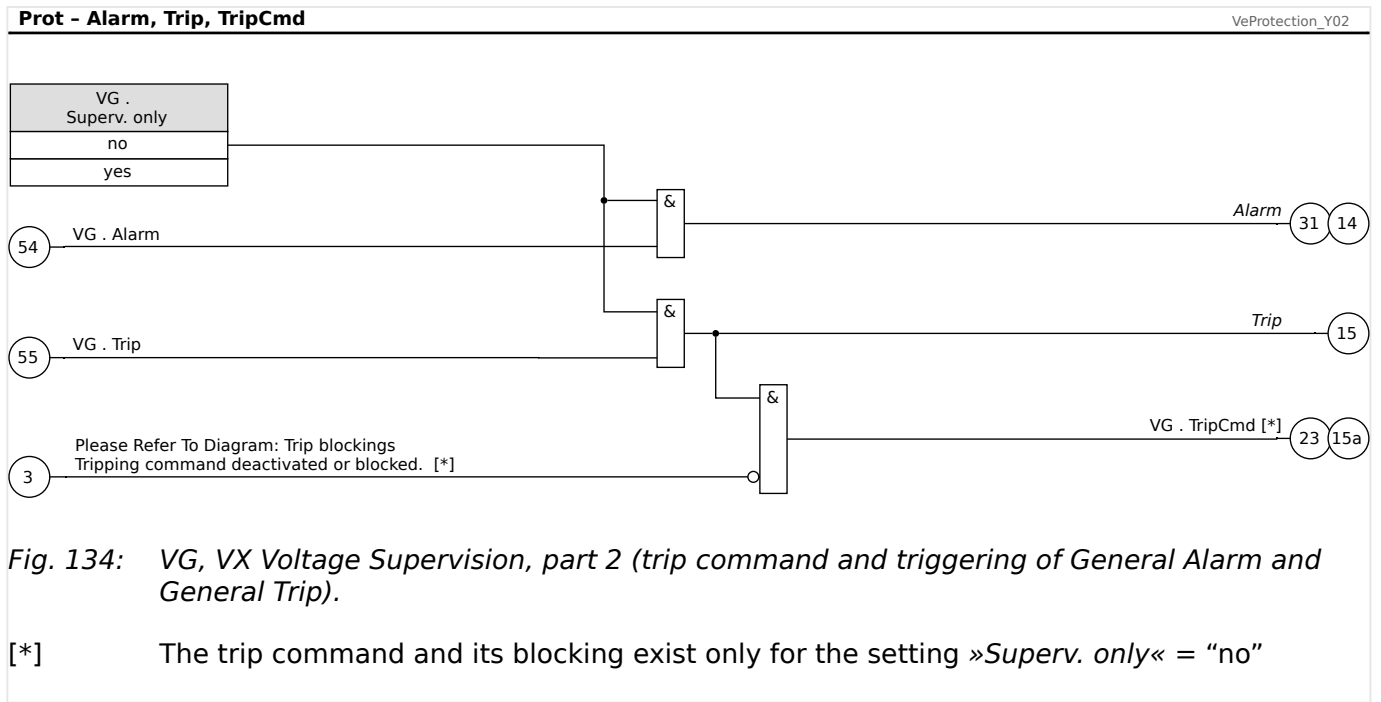 Prot – Alarm, Trip, TripCmd
VeProtection_Y02
VG .
Superv. only
no
yes
&
Alarm
31
14
54
VG . Alarm
&
Trip
15
55
VG . Trip
&
VG . TripCmd [*]
23
15a
Please Refer To Diagram: Trip blockings
3
Tripping command deactivated or blocked. [*]
Fig. 134: VG, VX Voltage Supervision, part 2 (trip command and triggering of General Alarm and
General Trip).
[*] The trip command and its blocking exist only for the setting »Superv. only« = “no”